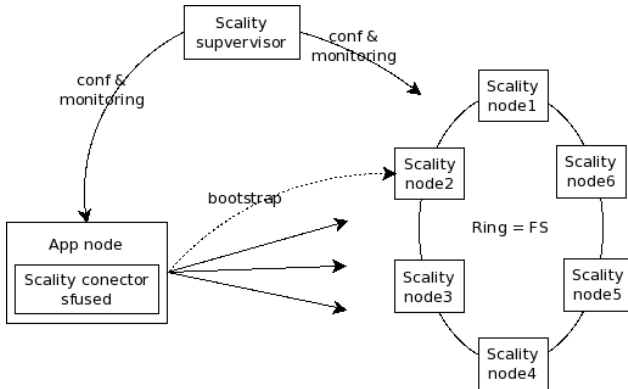 Scality
supvervisor
conf &
monitoring
conf &
monitoring
Scality
node1
Scality
node2
Scality
node6
bootstrap
Ring = FS
App node
Scality conector
sfused
Scality
node3
Scality
node5
Scality
node4